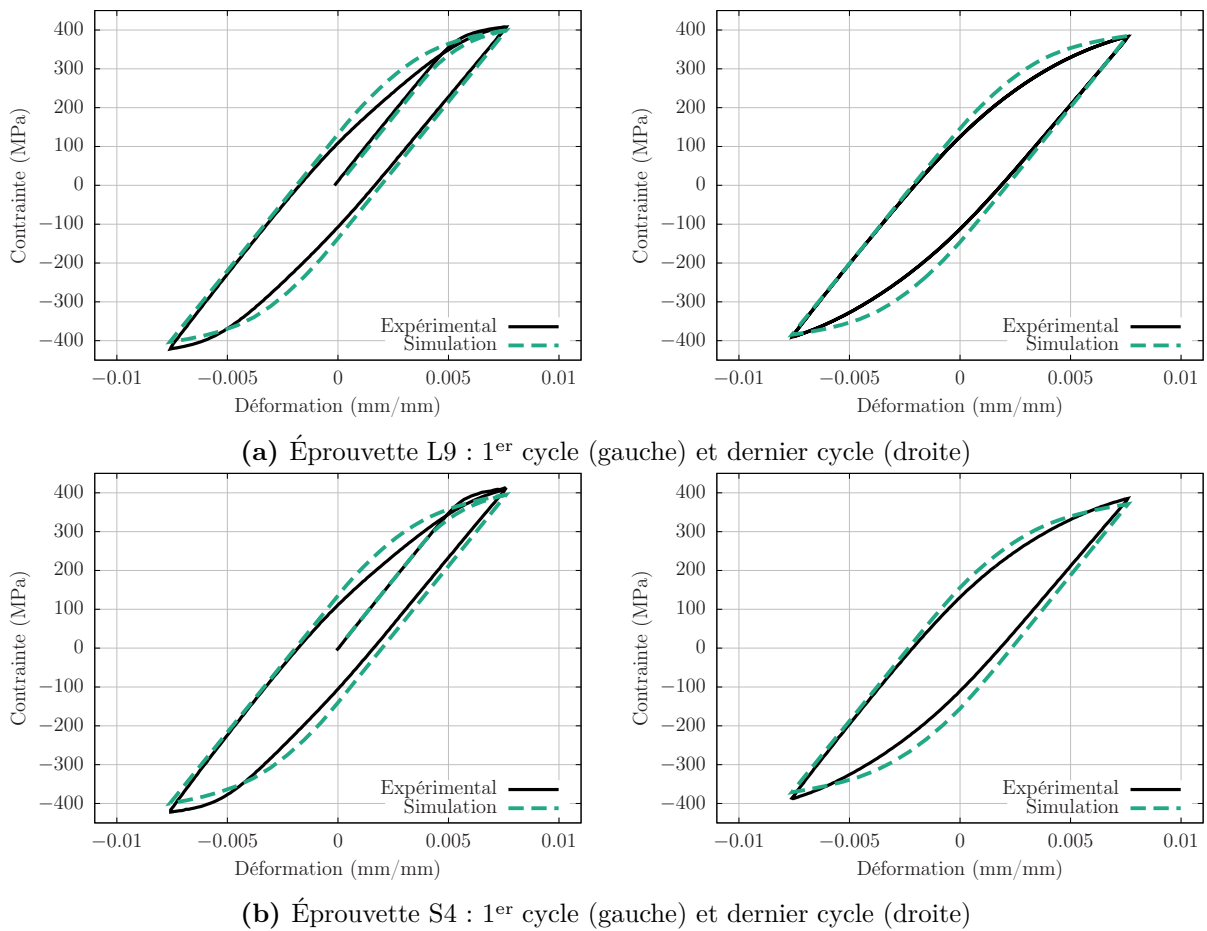 400
300
200
100
0
−100
−200
−300
−400
Contrainte (MPa)
−0.01 −0.005 0 0.005 0.01
Déformation (mm/mm)
Expérimental
Simulation
400
300
200
100
0
−100
−200
−300
−400
Contrainte (MPa)
−0.01 −0.005 0 0.005 0.01
Déformation (mm/mm)
Expérimental
Simulation
(a) Éprouvette L9 : 1er cycle (gauche) et dernier cycle (droite)
400
300
200
100
0
−100
−200
−300
−400
Contrainte (MPa)
−0.01 −0.005 0 0.005 0.01
Déformation (mm/mm)
Expérimental
Simulation
400
300
200
100
0
−100
−200
−300
−400
Contrainte (MPa)
−0.01 −0.005 0 0.005 0.01
Déformation (mm/mm)
Expérimental
Simulation
(b) Éprouvette S4 : 1er cycle (gauche) et dernier cycle (droite)